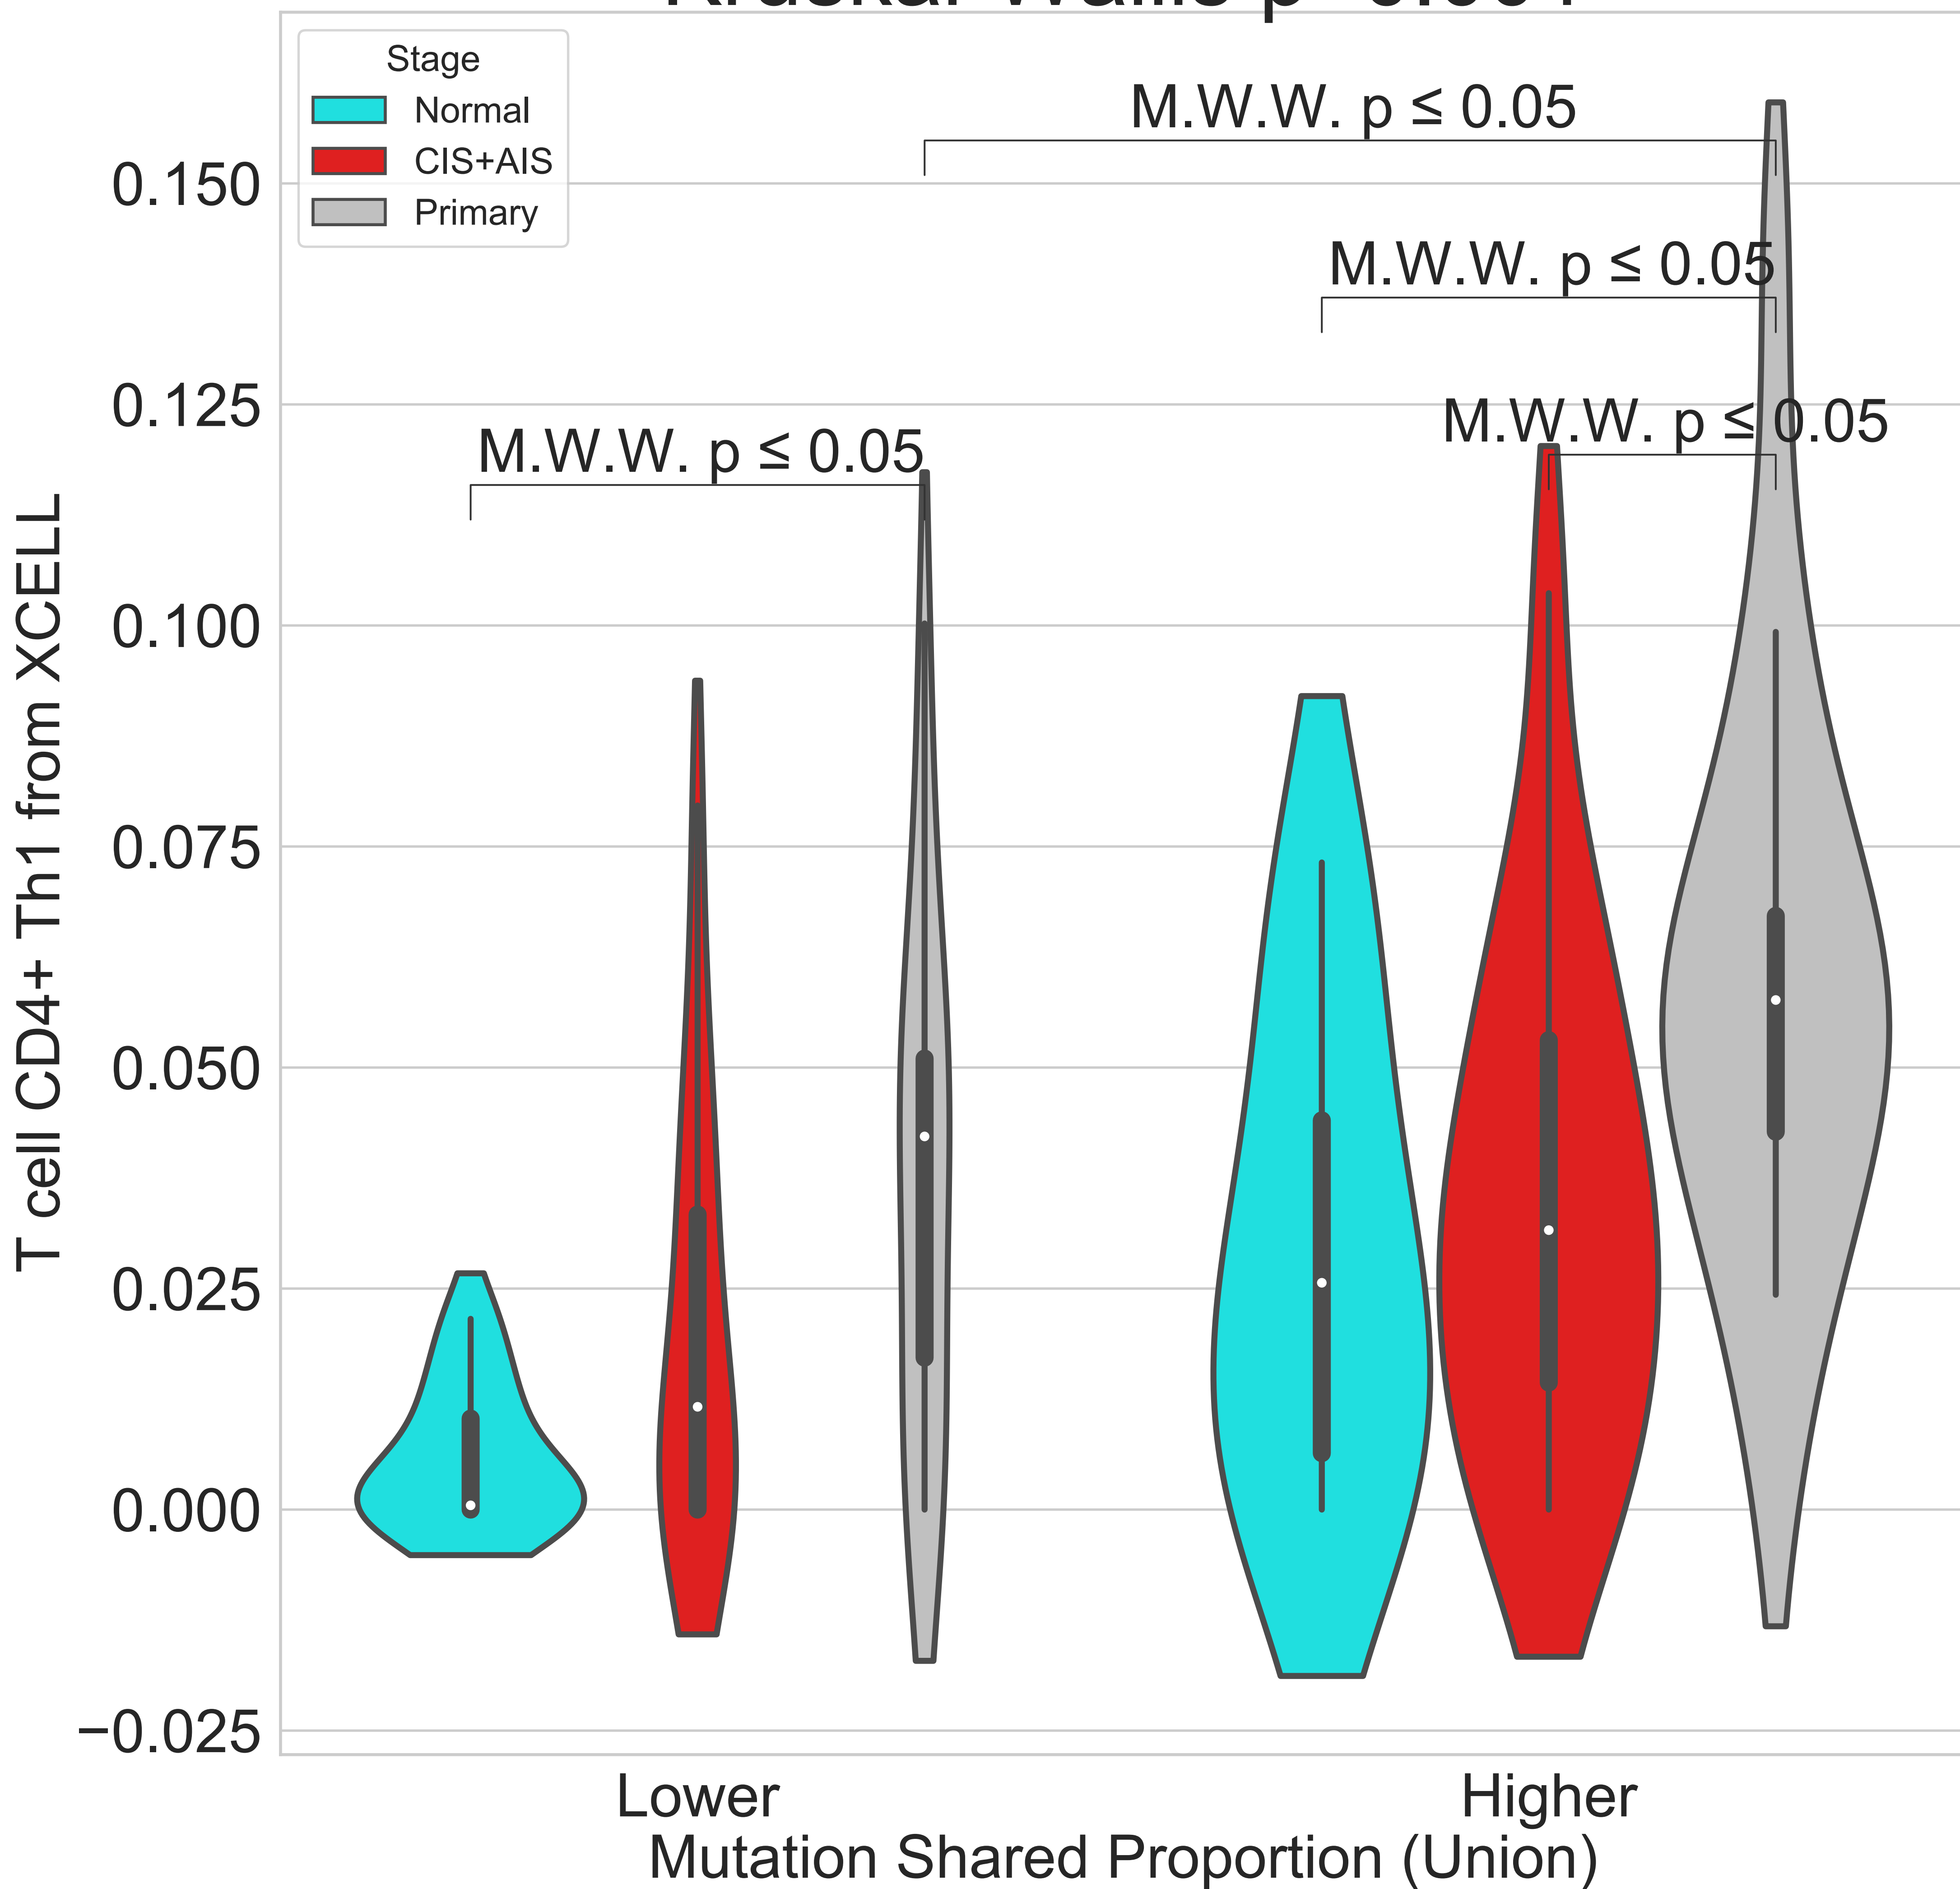 Stage
Normal
CIS+AIS
Primary
M.W.W. p ≤ 0.05
M.W.W. p ≤ 0.05
M.W.W. p ≤ 0.05
M.W.W. p ≤ 0.05
0.150
0.125
0.100
0.075
0.050
0.025
0.000
−0.025
T cell CD4+ Th1 from XCELL
Lower
Higher
Mutation Shared Proportion (Union)